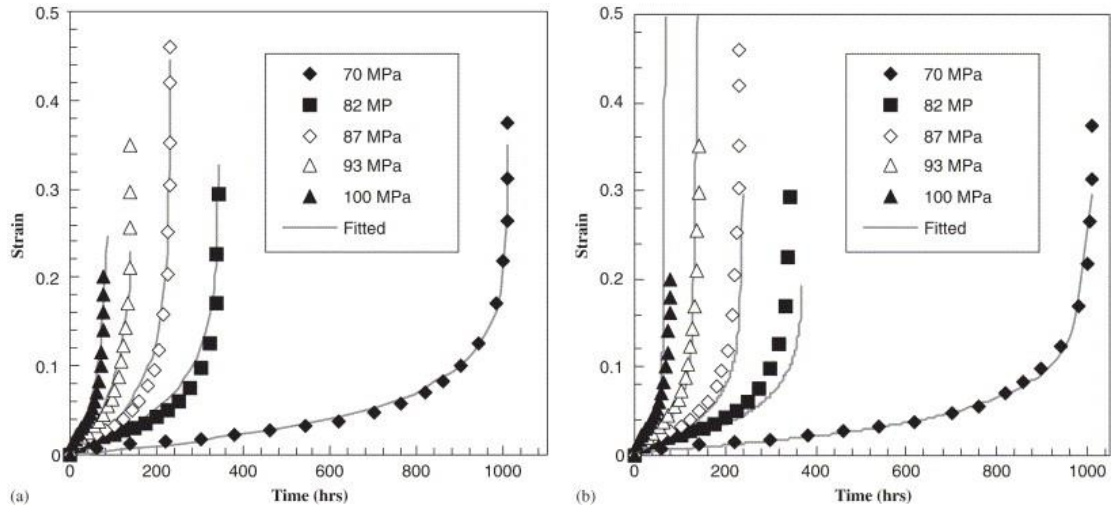 0.5
0.4
0.3
0.2
0.1
0
Strain
70 MPa
82 MP
87 MPa
93 MPa
100 MPa
Fitted
0 200 400 600 800 1000
(a) Time (hrs)
0.5
0.4
0.3
0.2
0.1
0
Strain
70 MPa
82 MP
87 MPa
93 MPa
100 MPa
Fitted
0 200 400 600 800 1000
(b) Time (hrs)